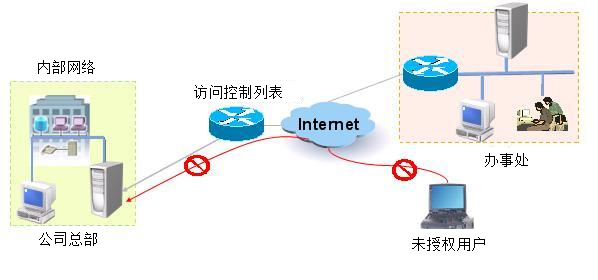 内部网络
访问控制列表
Internet
办事处
公司总部
未授权用户